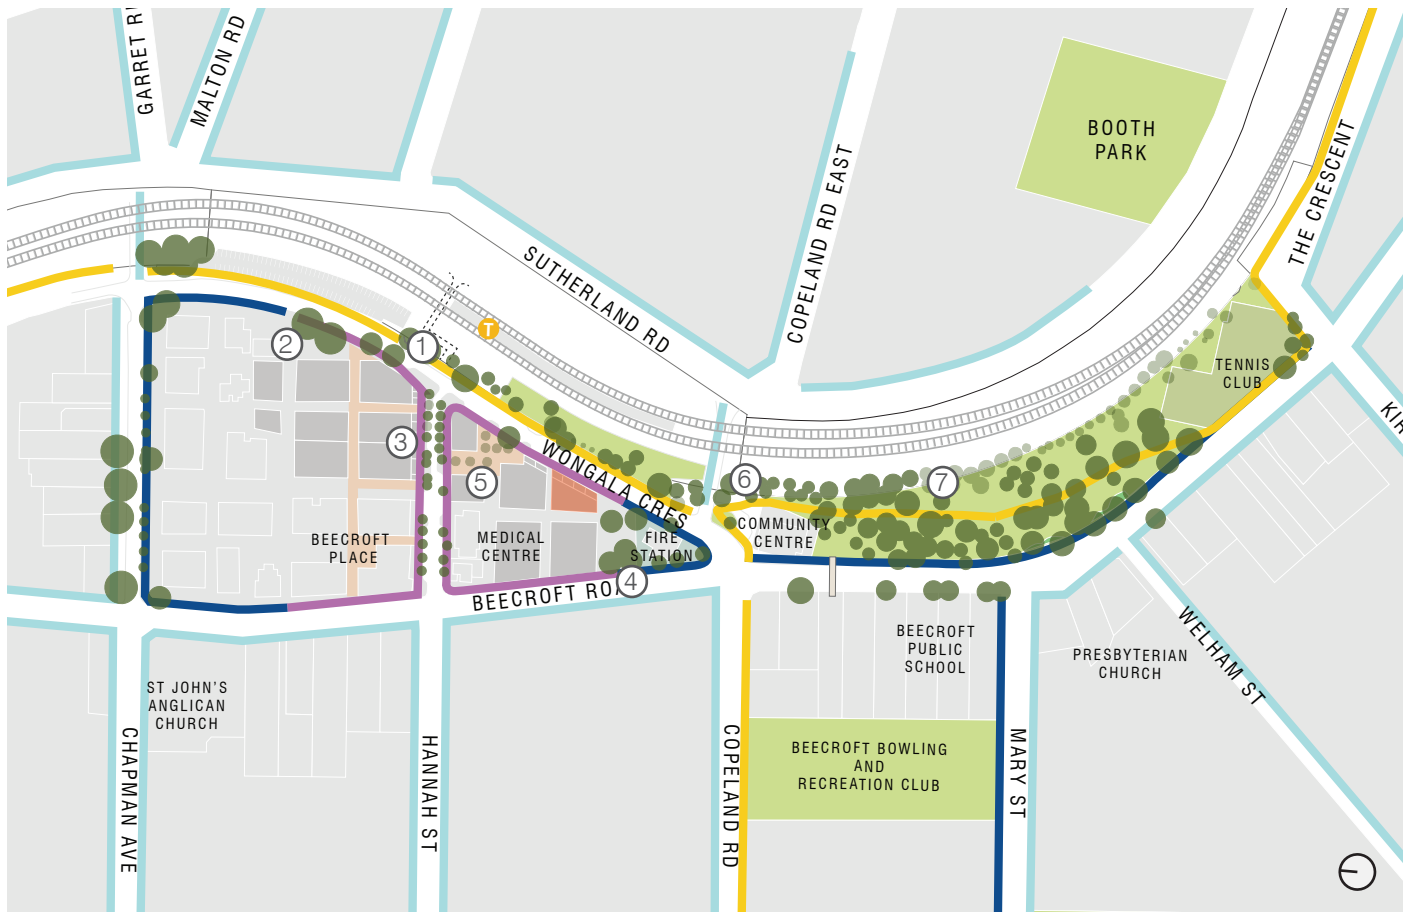 GARRET R
MALTON RD
BOOTH
PARK
COPELAND RD EAST
THE CRESCENT
SUTHERLAND RD
T
1
2
TENNIS
CLUB
3
WONGALA CRES
5
6
7
COMMUNITY
CENTRE
BEECROFT
PLACE
MEDICAL
CENTRE
FIRE
STATION
4
BEECROFT ROA
BEECROFT
PUBLIC
SCHOOL
PRESBYTERIAN
CHURCH
WELHAM ST
KIR
ST JOHN'S
ANGLICAN
CHURCH
CHAPMAN AVE
HANNAH ST
COPELAND RD
BEECROFT BOWLING
AND
RECREATION CLUB
MARY ST